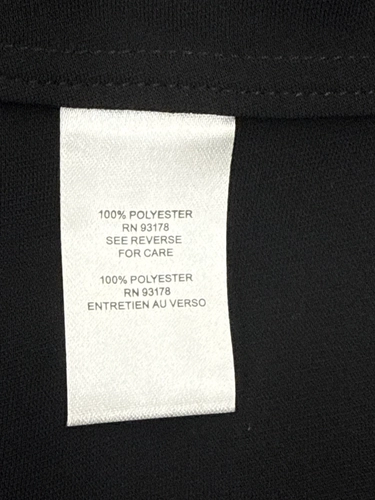 100% POLYESTER
RN 93178
SEE REVERSE
FOR CARE
100% POLYESTER
RN 93178
ENTRETIEN AU VERSO